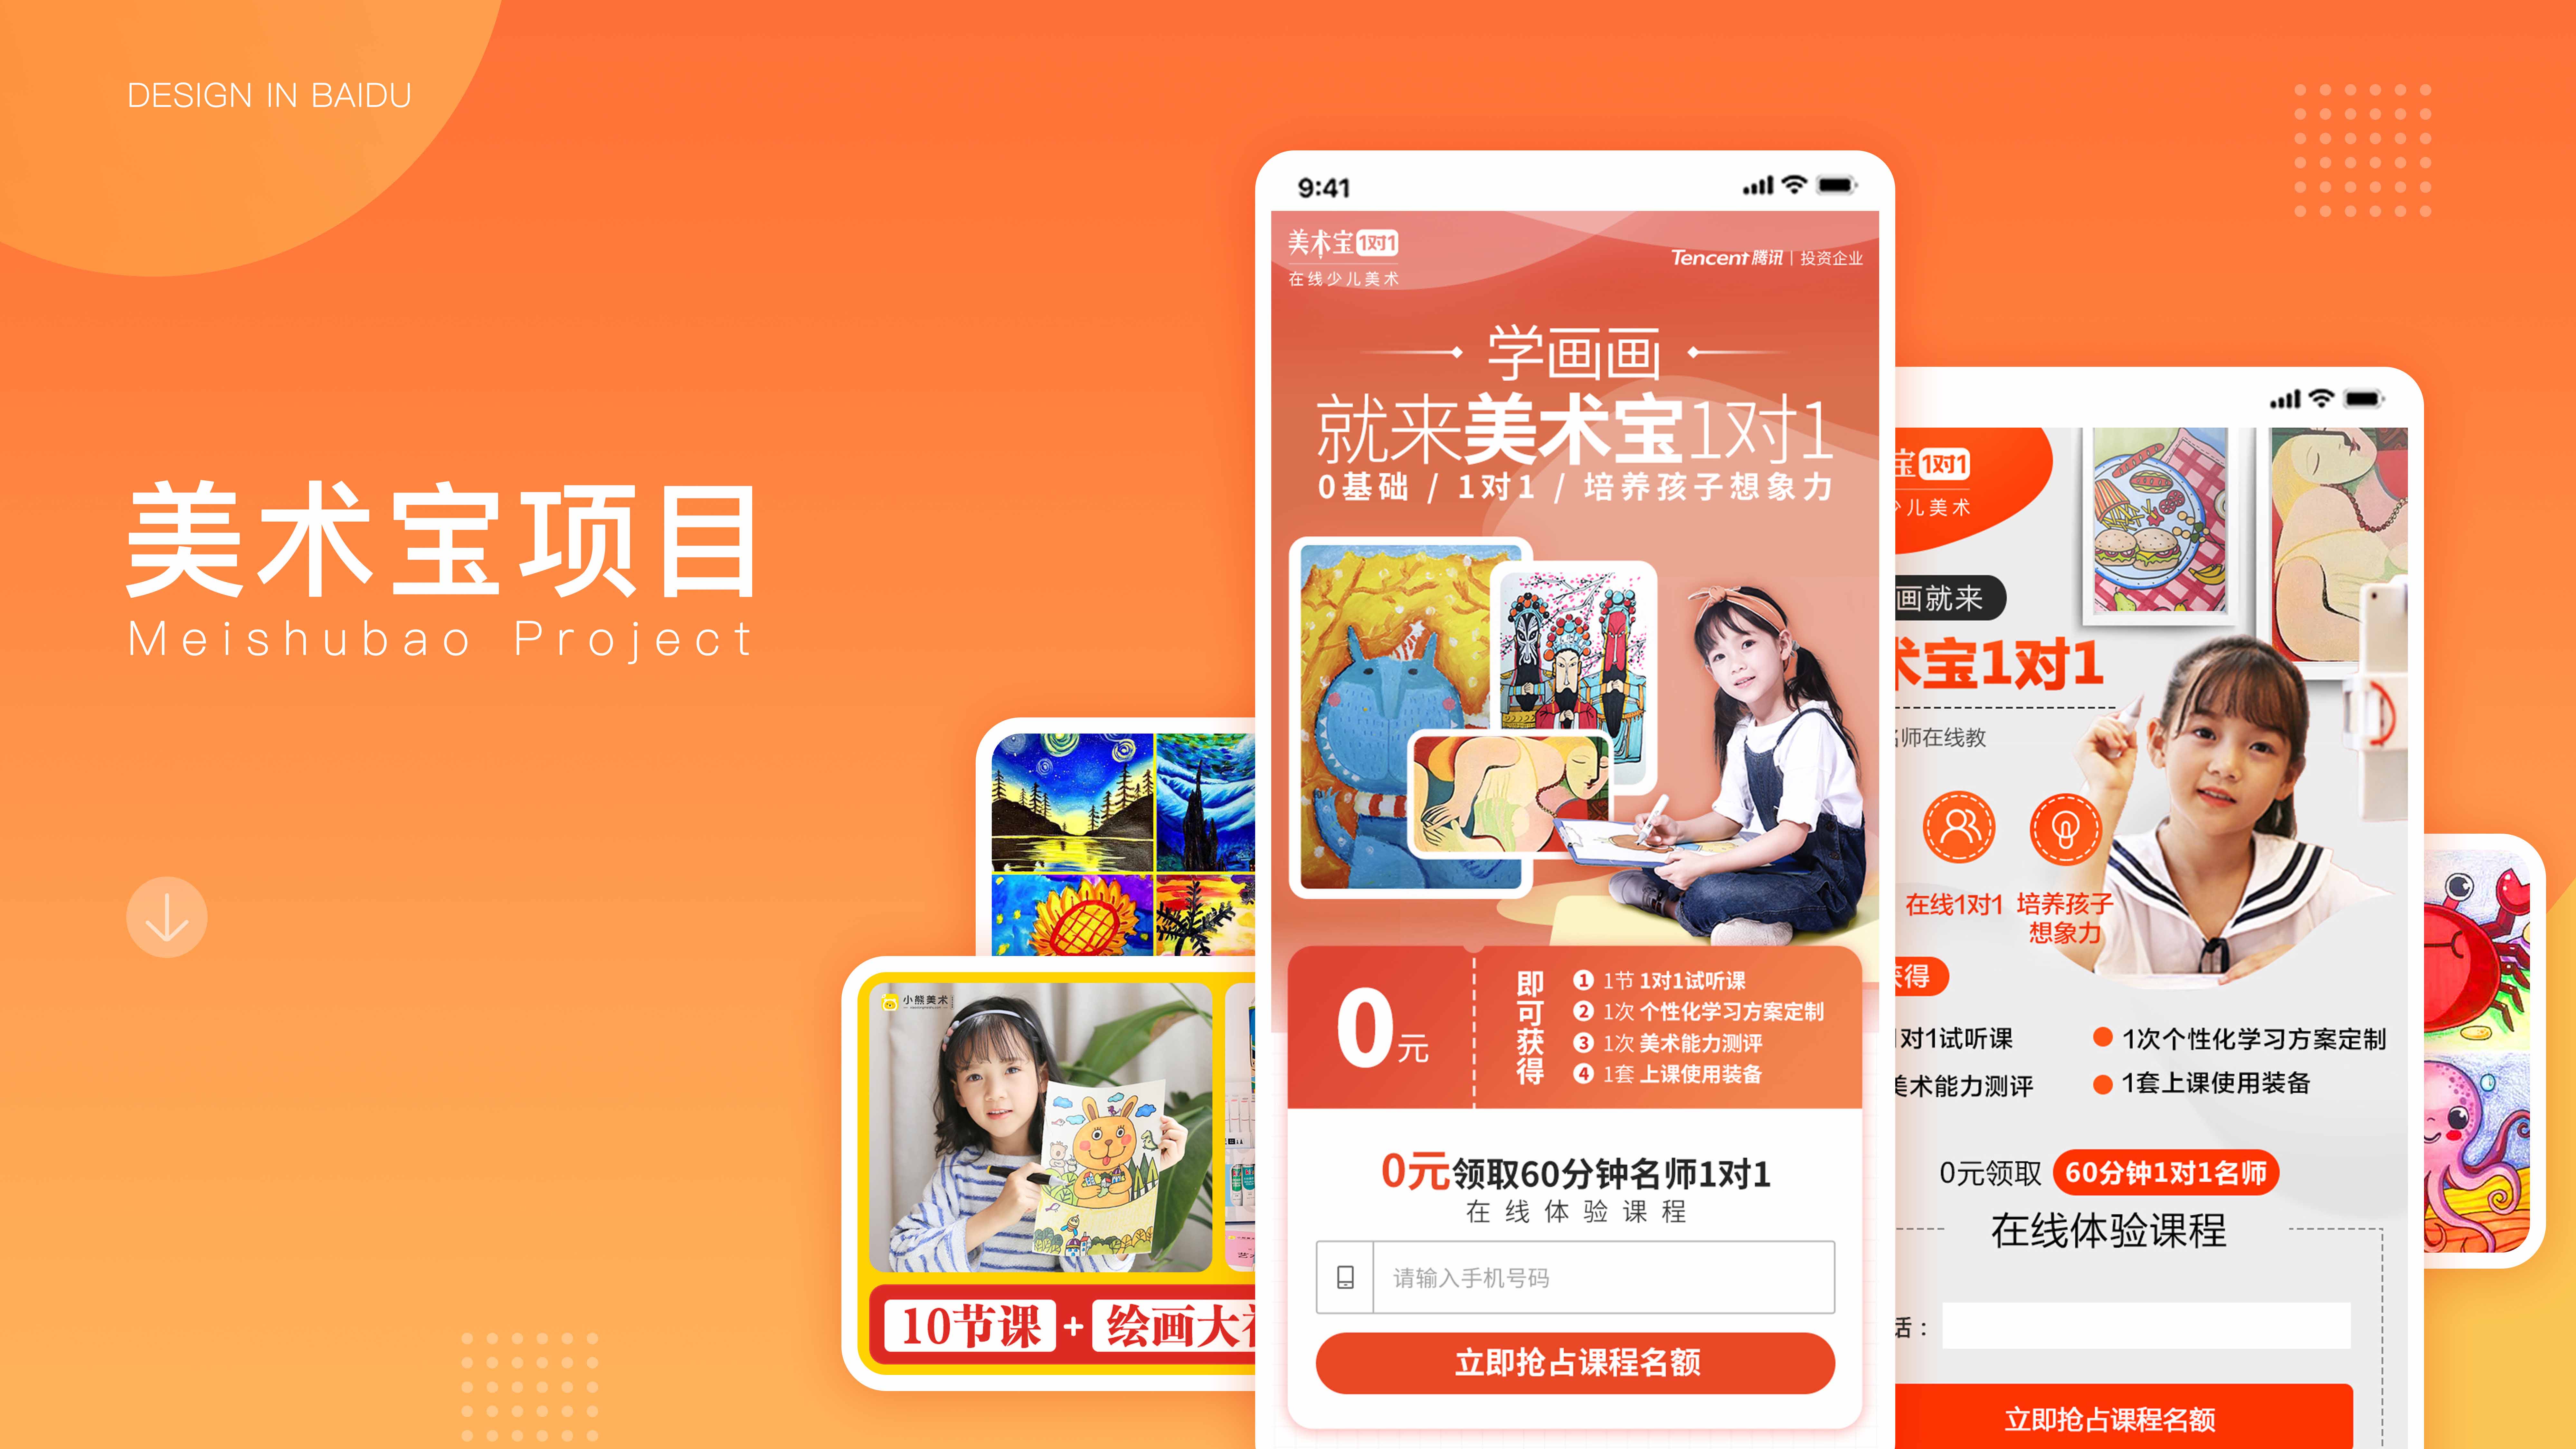 DESIGN IN BAIDU
美术宝项目
Meishubao Project
小熊美术
10节课 + 绘画大
9:41
美术宝1对1
在线少儿美术
Tencent 腾讯 | 投资企业
学画画
就来美术宝1对1
0基础 / 1对1 / 培养孩子想象力
0元
即可获得
1 1节 1对1试听课
2 1次 个性化学习方案定制
3 1次 美术能力测评
4 1套 上课使用装备
0元领取60分钟名师1对1
在线体验课程
请输入手机号码
立即抢占课程名额
宝1对1
儿美术
画就来
术宝1对1
师在线教
在线1对1
培养孩子
想象力
得
对1试听课
1次个性化学习方案定制
美术能力测评
1套上课使用装备
0元领取 60分钟1对1名师
在线体验课程
话：
立即抢占课程名额